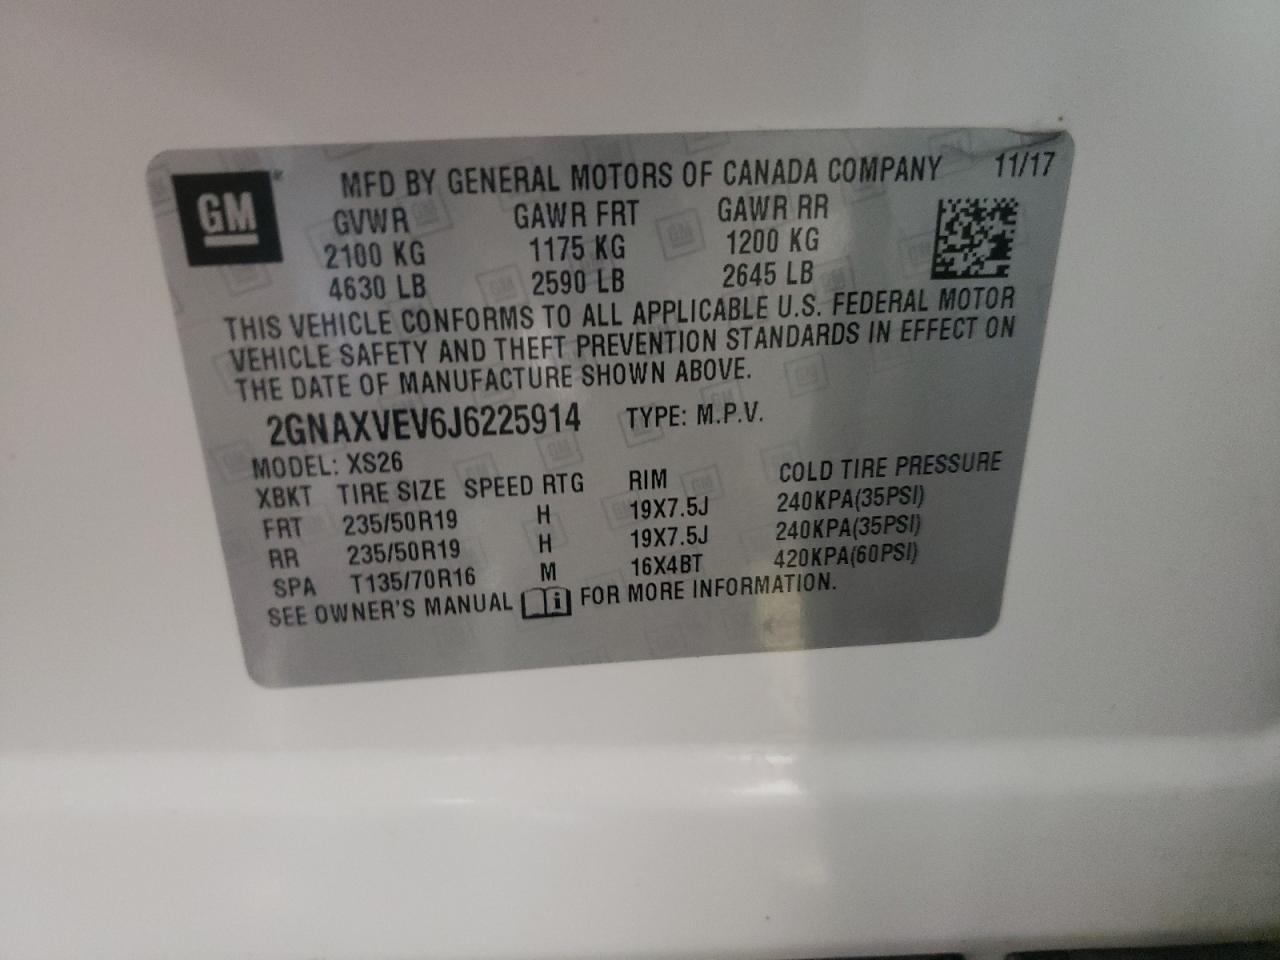 GM
MFD BY GENERAL MOTORS OF CANADA COMPANY 11/17
GVWR GAWR FRT GAWR RR
2100 KG 1175 KG 1200 KG
4630 LB 2590 LB 2645 LB
THIS VEHICLE CONFORMS TO ALL APPLICABLE U.S. FEDERAL MOTOR
VEHICLE SAFETY AND THEFT PREVENTION STANDARDS IN EFFECT ON
THE DATE OF MANUFACTURE SHOWN ABOVE.
2GNAXVEV6J6225914 TYPE: M.P.V.
MODEL: XS26
XBKT TIRE SIZE SPEED RTG RIM COLD TIRE PRESSURE
FRT 235/50R19 H 19X7.5J 240KPA(35PSI)
RR 235/50R19 H 19X7.5J 240KPA(35PSI)
SPA T135/70R16 M 16X4BT 420KPA(60PSI)
SEE OWNER'S MANUAL i FOR MORE INFORMATION.